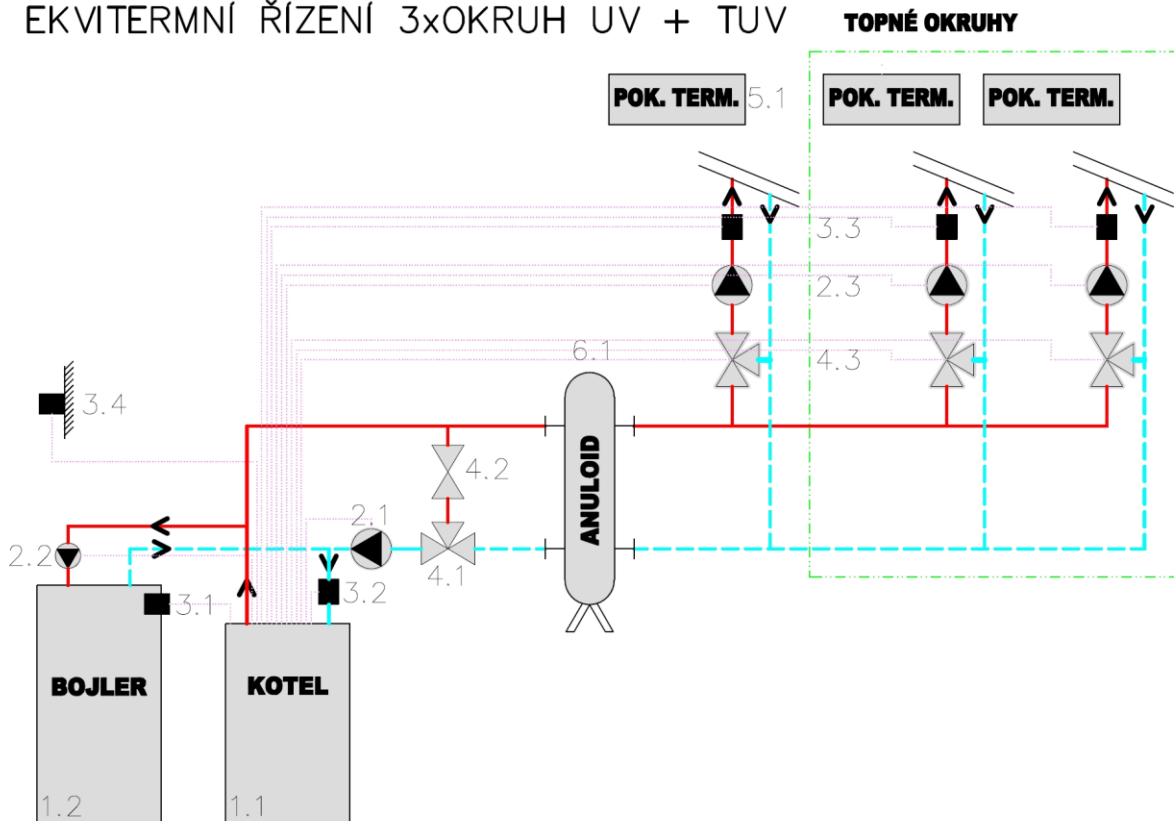 EKVITERMNÍ ŘÍZENÍ 3xOKRUH UV + TUV
TOPNÉ OKRUHY
POK. TERM.
5.1
POK. TERM.
POK. TERM.
3.3
2.3
6.1
4.3
3.4
4.2
ANULOID
2.1
2.2
4.1
3.1
3.2
BOJLER
KOTEL
1.2
1.1